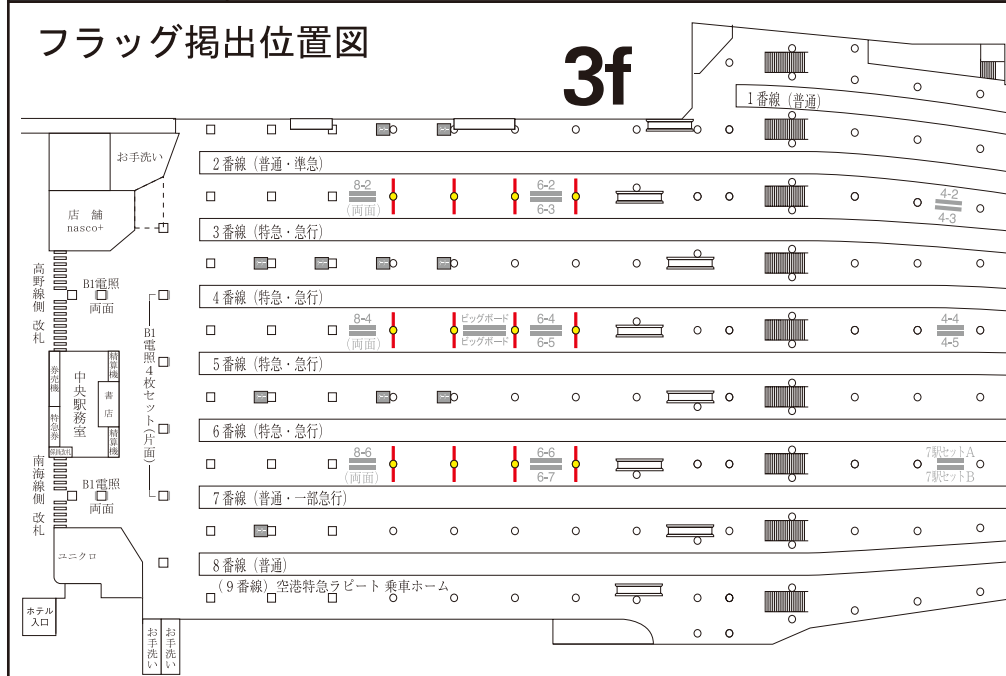 フラッグ掲出位置図
3f
1番線(普通)
お手洗い
2番線(普通・準急)
8-2
(両面)
6-2
6-3
4-2
4-3
店舗
nasco+
3番線(特急・急行)
高野線側 改札
B1電照
両面
4番線(特急・急行)
B1電照4枚セット(片面)
8-4
(両面)
ビッグボード
ビッグボード
6-4
6-5
4-4
4-5
5番線(特急・急行)
精算機
券売機
中央駅務室
書店
特急券
精算機
6番線(特急・急行)
南海線側 改札
8-6
(両面)
6-6
6-7
7駅セットA
7駅セットB
B1電照
両面
7番線(普通・一部急行)
ユニクロ
8番線(普通)
(9番線)空港特急ラピート 乗車ホーム
ホテル
入口
お手洗い
お手洗い